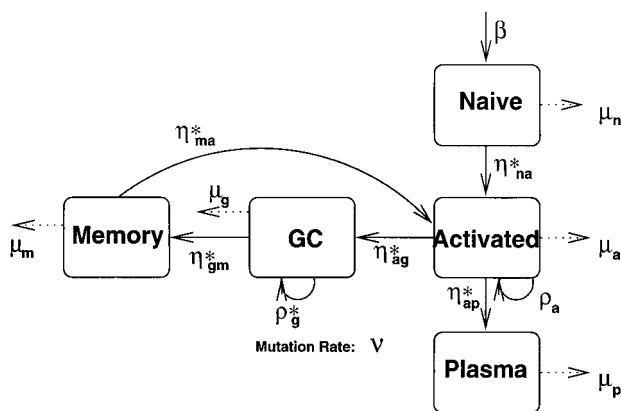 β
Naive
μn
η*na
η*ma
μg
Memory
GC
Activated
μm
η*gm
η*ag
μa
ρ*g
η*ap
ρa
Mutation Rate: ν
Plasma
μp